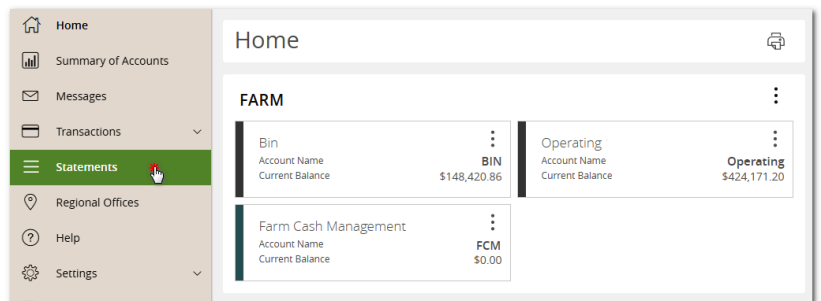 Home
Summary of Accounts
Messages
Transactions
Statements
Regional Offices
Help
Settings
Home
FARM
Bin
Account Name BIN
Current Balance $148,420.86
Operating
Account Name Operating
Current Balance $424,171.20
Farm Cash Management
Account Name FCM
Current Balance $0.00